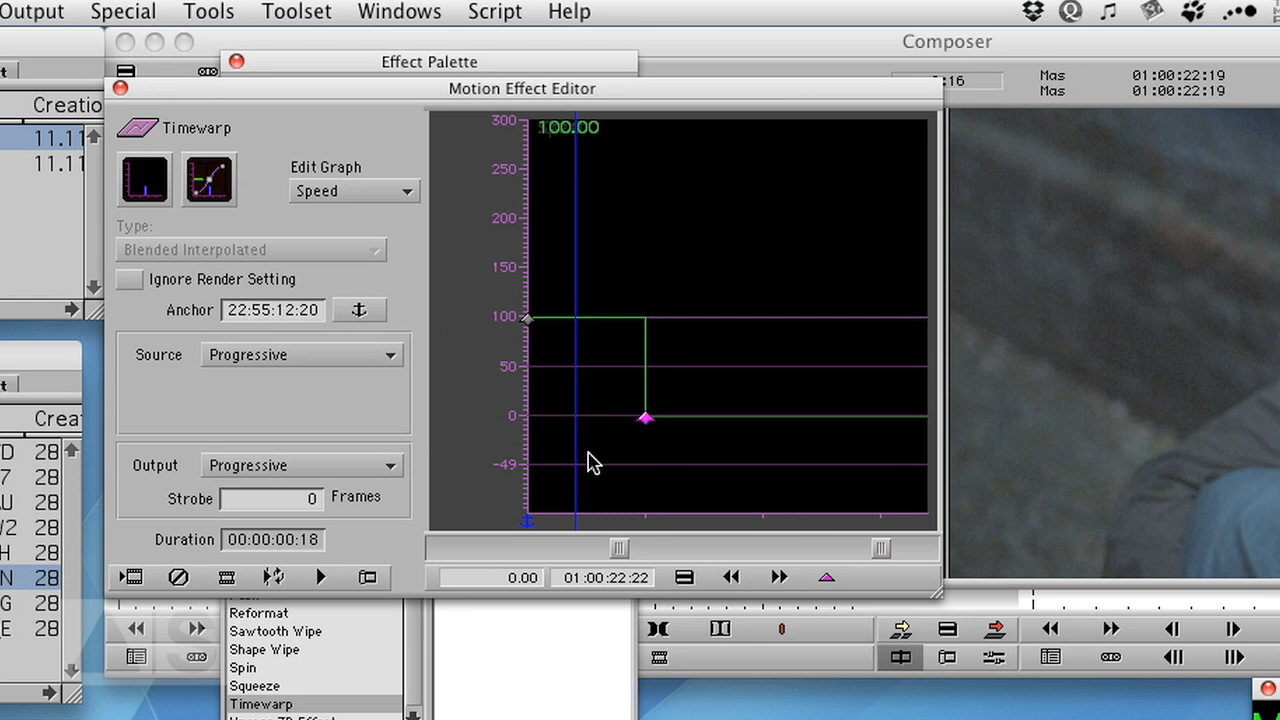 Output Special Tools Toolset Windows Script Help
Composer
Effect Palette
:16 Mas 01:00:22:19
Mas 01:00:22:19
Motion Effect Editor
Creatio
11.11
11.11
Timewarp
Edit Graph
Speed
Type:
Blended Interpolated
Ignore Render Setting
Anchor 22:55:12:20
Source Progressive
Output Progressive
Strobe 0 Frames
Duration 00:00:00:18
300
250
200
150
100
50
0
-49
100.00
0.00 01:00:22:22
Creat
/D 28
7 28
AU 28
V2 28
H 28
N 28
G 28
E 28
Reformat
Sawtooth Wipe
Shape Wipe
Spin
Squeeze
Timewarp